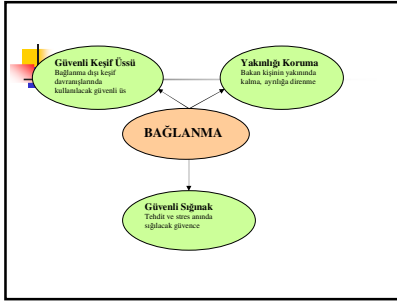 Güvenli Keşif Üssü
Bağlanma dışı keşif
davranışlarında
kullanılacak güvenli üs
Yakınlığı Koruma
Bakan kişinin yakınında
kalma, ayrılığa direnme
BAĞLANMA
Güvenli Sığınak
Tehdit ve stres anında
sığılacak güvence